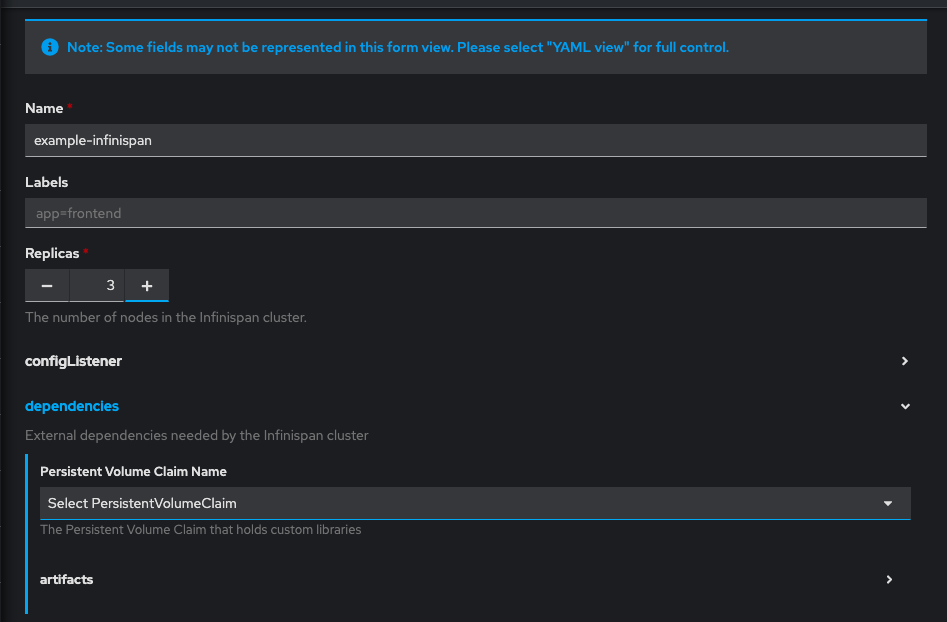 Note: Some fields may not be represented in this form view. Please select "YAML view" for full control.
Name *
example-infinispan
Labels
app=frontend
Replicas *
3
The number of nodes in the Infinispan cluster.
configListener
dependencies
External dependencies needed by the Infinispan cluster
Persistent Volume Claim Name
Select PersistentVolumeClaim
The Persistent Volume Claim that holds custom libraries
artifacts